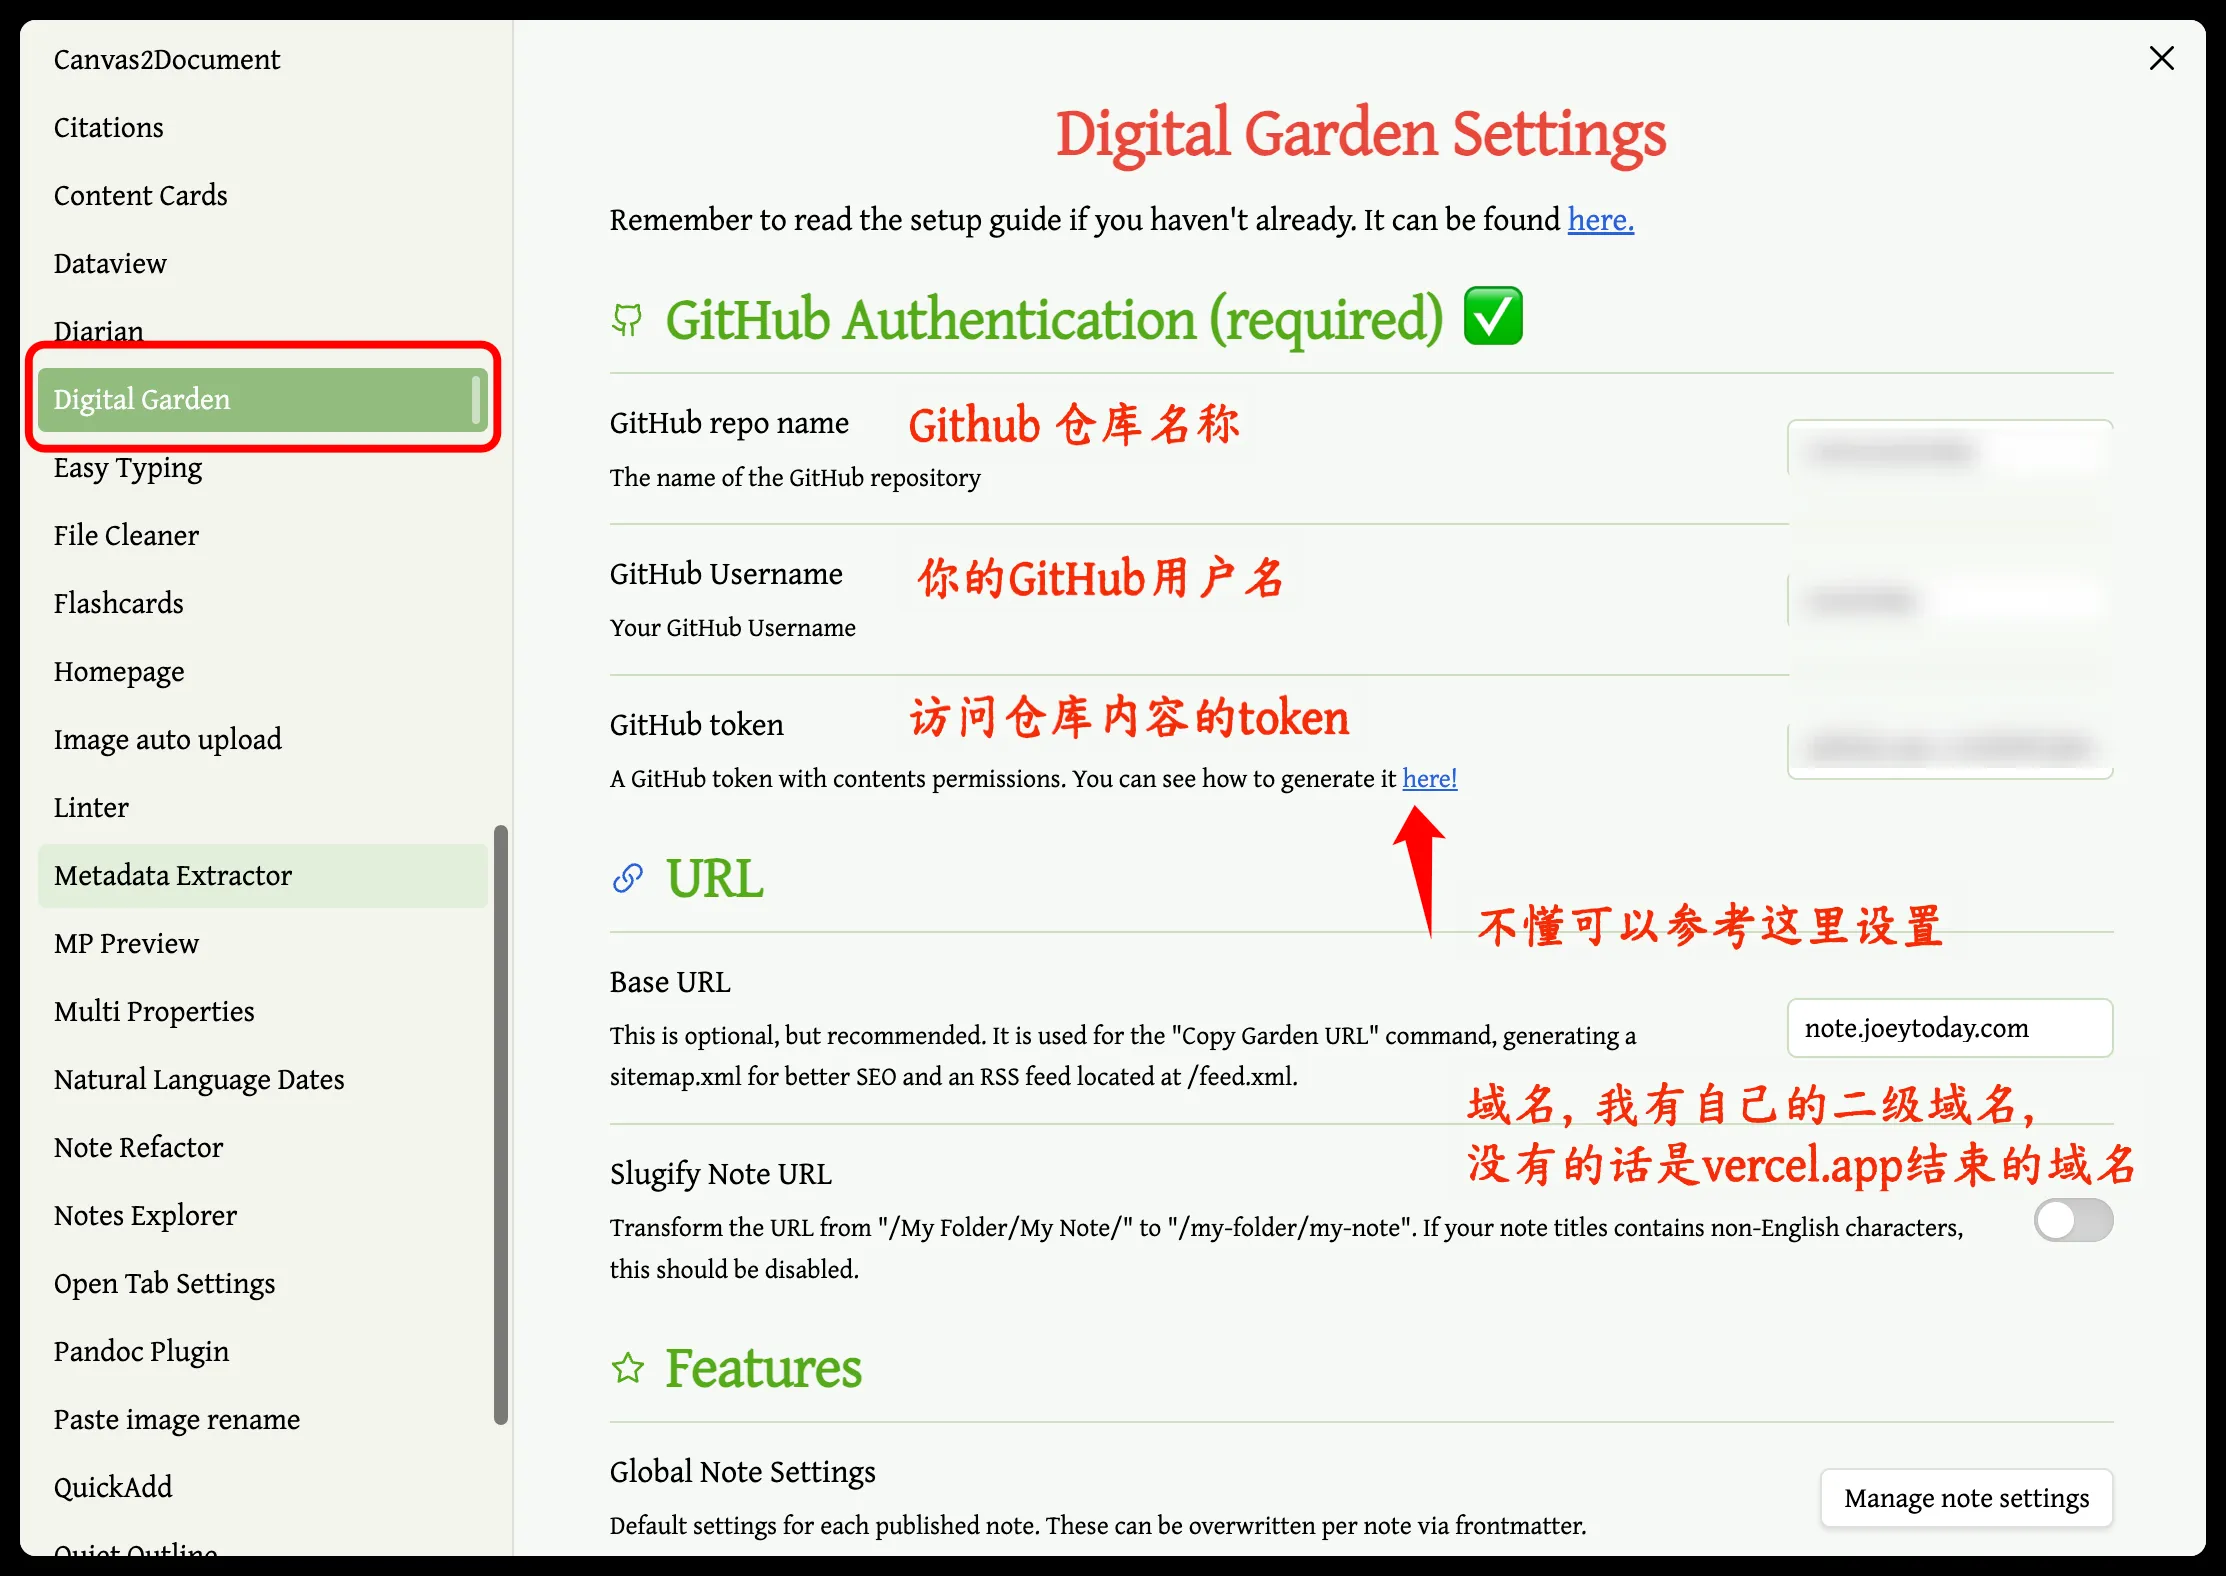 Canvas2Document
Citations
Content Cards
Dataview
Diarian
Digital Garden
Easy Typing
File Cleaner
Flashcards
Homepage
Image auto upload
Linter
Metadata Extractor
MP Preview
Multi Properties
Natural Language Dates
Note Refactor
Notes Explorer
Open Tab Settings
Pandoc Plugin
Paste image rename
QuickAdd
Quiet Outline
Digital Garden Settings
Remember to read the setup guide if you haven't already. It can be found here.
GitHub Authentication (required) ✅
GitHub repo name
Github 仓库名称
The name of the GitHub repository
GitHub Username
你的GitHub用户名
Your GitHub Username
GitHub token
访问仓库内容的token
A GitHub token with contents permissions. You can see how to generate it here!
URL
不懂可以参考这里设置
Base URL
This is optional, but recommended. It is used for the "Copy Garden URL" command, generating a
sitemap.xml for better SEO and an RSS feed located at /feed.xml.
note.joeytoday.com
域名, 我有自己的二级域名,
没有的话是vercel.app结束的域名
Slugify Note URL
Transform the URL from "/My Folder/My Note/" to "/my-folder/my-note". If your note titles contains non-English characters,
this should be disabled.
Features
Global Note Settings
Default settings for each published note. These can be overwritten per note via frontmatter.
Manage note settings